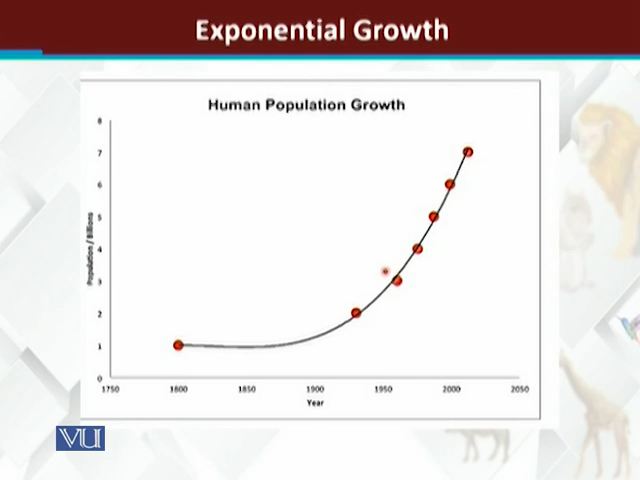 Exponential Growth
Human Population Growth
Population / Billions
8
7
6
5
4
3
2
1
0
1750 1800 1850 1900 1950 2000 2050
Year
VU